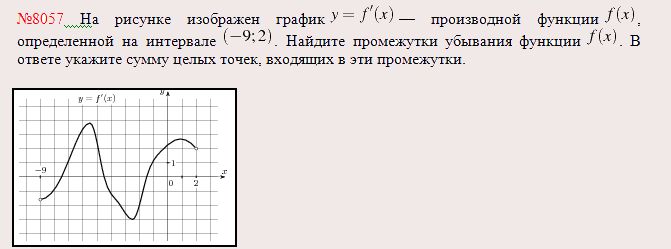 №8057 На рисунке изображен график y = f′(x) — производной функции f(x),
определенной на интервале (−9; 2). Найдите промежутки убывания функции f(x). В
ответе укажите сумму целых точек, входящих в эти промежутки.
y = f′(x) y
−9 1 x
0 2